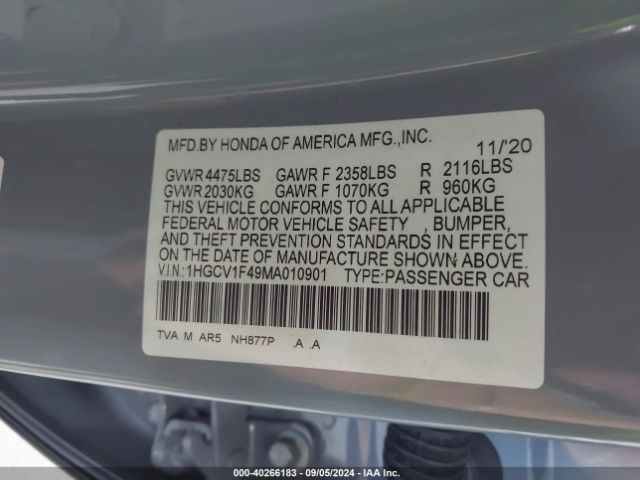 MFD.BY HONDA OF AMERICA MFG.,INC. 11/'20
GVWR 4475LBS GAWR F 2358LBS R 2116LBS
GVWR 2030KG GAWR F 1070KG R 960KG
THIS VEHICLE CONFORMS TO ALL APPLICABLE
FEDERAL MOTOR VEHICLE SAFETY , BUMPER,
AND THEFT PREVENTION STANDARDS IN EFFECT
ON THE DATE OF MANUFACTURE SHOWN ABOVE.
V.I.N.:1HGCV1F49MA010901 TYPE:PASSENGER CAR
TVA M AR5 NH877P .A .A
000-40266183 - 09/05/2024 - IAA Inc.